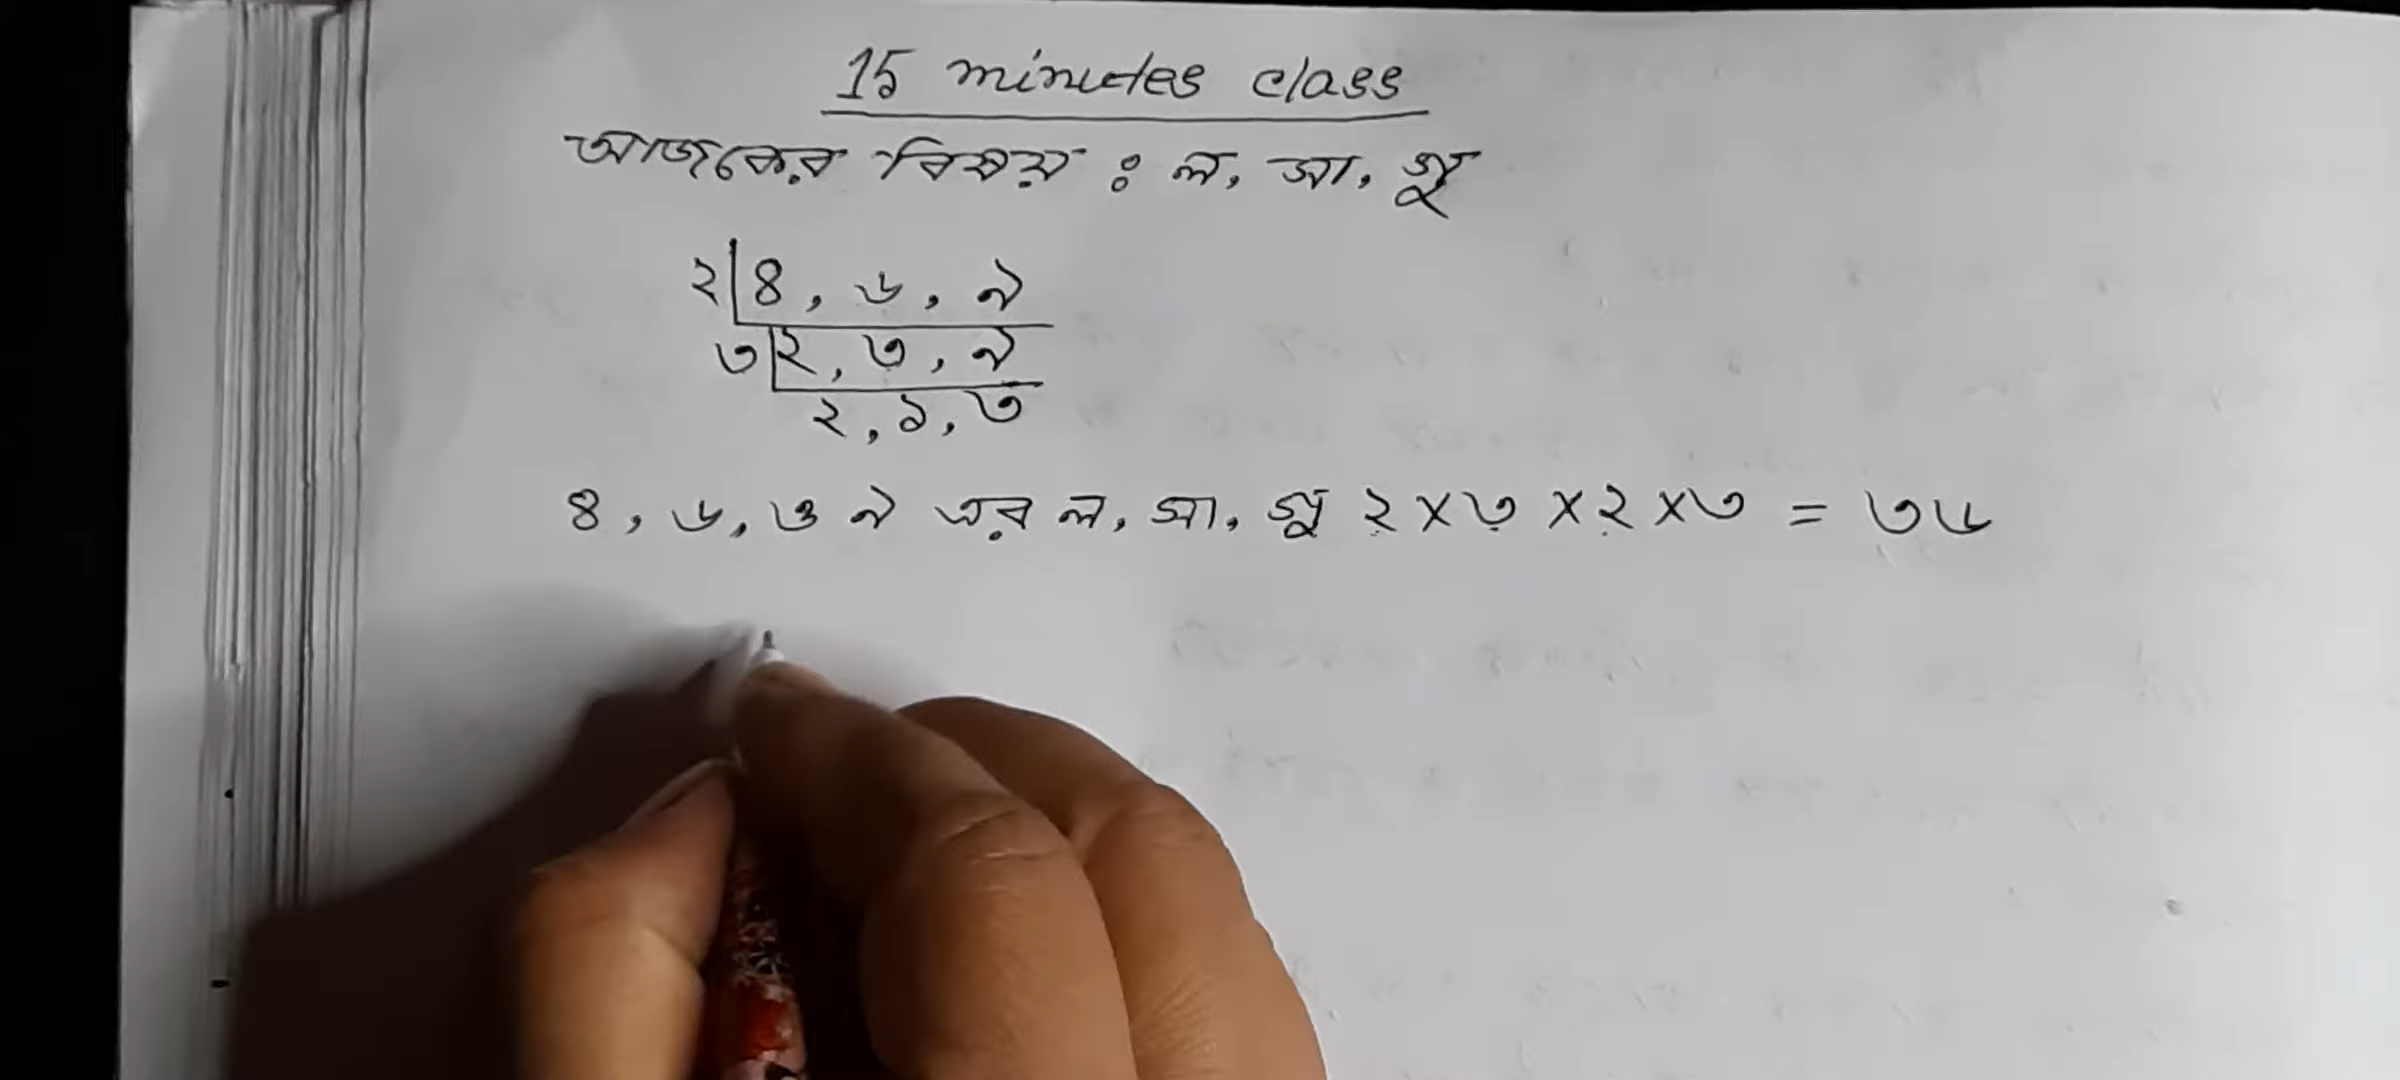 15 minutes class
আজকের বিষয় : ল, সা, গু
২|৪, ৬, ৯
৩|২, ৩, ৯
২, ১, ৩
৪, ৬, ও ৯ এর ল, সা, গু ২ × ৩ × ২ × ৩ = ৩৬